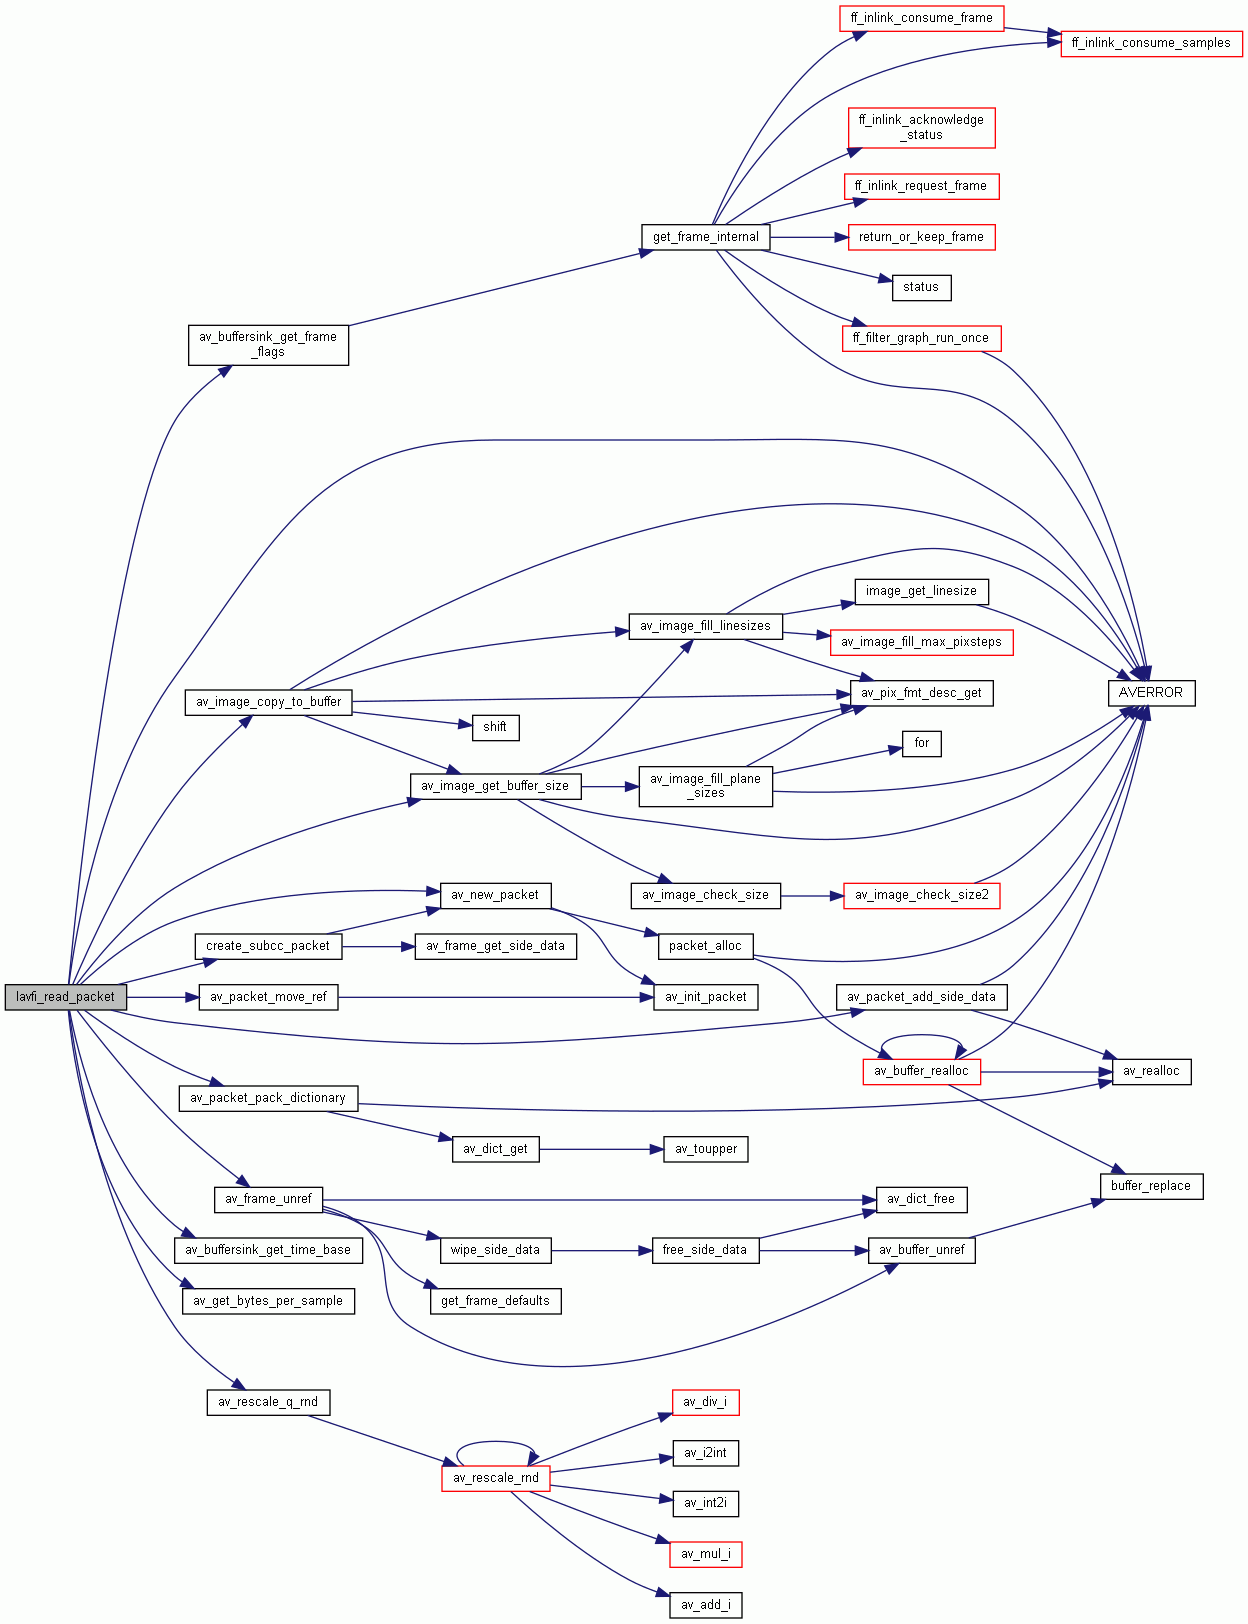 ff_inlink_consume_frame
ff_inlink_consume_samples
ff_inlink_acknowledge
_status
ff_inlink_request_frame
get_frame_internal
return_or_keep_frame
status
av_buffersink_get_frame
_flags
ff_filter_graph_run_once
image_get_linesize
av_image_fill_linesizes
av_image_fill_max_pixsteps
av_pix_fmt_desc_get
AVERROR
av_image_copy_to_buffer
shift
for
av_image_get_buffer_size
av_image_fill_plane
_sizes
av_new_packet
av_image_check_size
av_image_check_size2
create_subcc_packet
av_frame_get_side_data
packet_alloc
lavfi_read_packet
av_packet_move_ref
av_init_packet
av_packet_add_side_data
av_buffer_realloc
av_realloc
av_packet_pack_dictionary
av_dict_get
av_toupper
av_frame_unref
av_dict_free
buffer_replace
av_buffersink_get_time_base
wipe_side_data
free_side_data
av_buffer_unref
av_get_bytes_per_sample
get_frame_defaults
av_rescale_q_rnd
av_div_i
av_i2int
av_rescale_rnd
av_int2i
av_mul_i
av_add_i